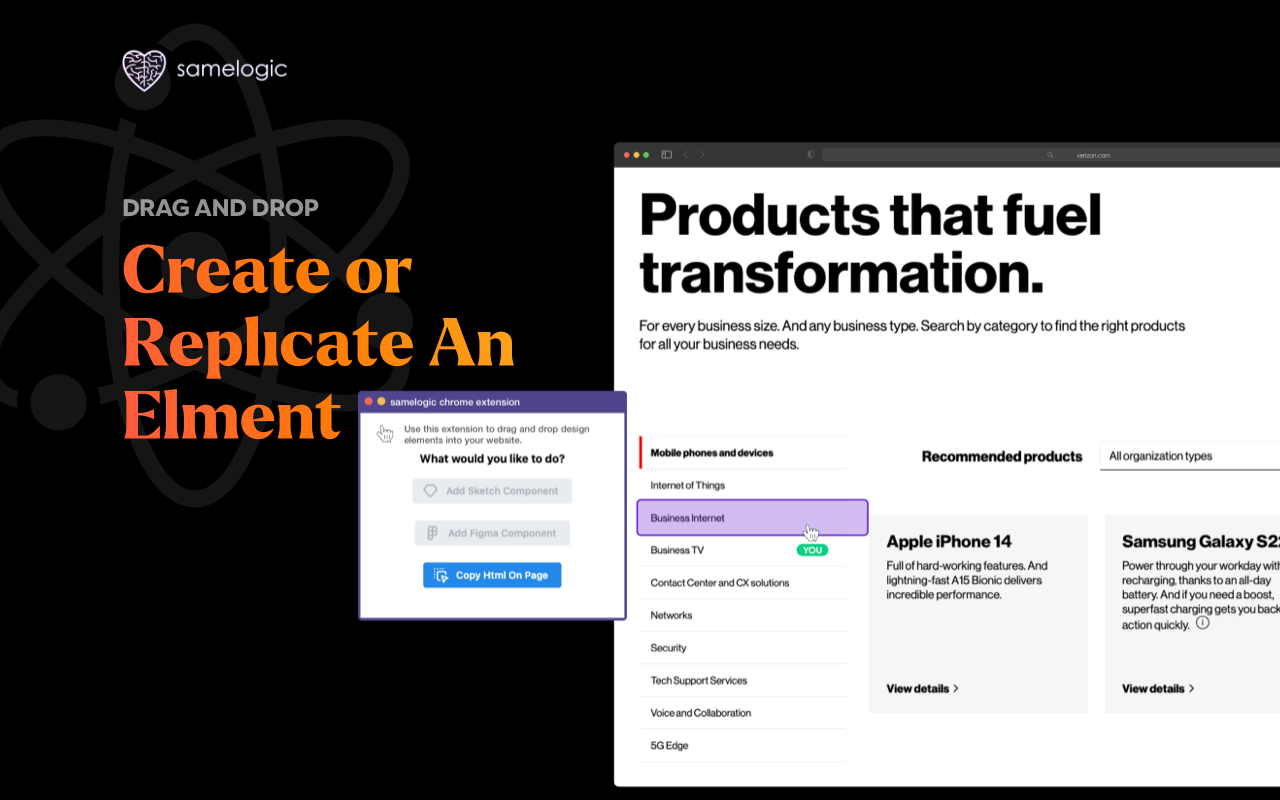 samelogic
DRAG AND DROP
Create or
Replicate An
Elment
samelogic chrome extension
Use this extension to drag and drop design
elements into your website.
What would you like to do?
Add Sketch Component
Add Figma Component
Copy Html On Page
verizon.com
Products that fuel
transformation.
For every business size. And any business type. Search by category to find the right products
for all your business needs.
Mobile phones and devices
Internet of Things
Business Internet
Business TV
YOU
Contact Center and CX solutions
Networks
Security
Tech Support Services
Voice and Collaboration
5G Edge
Recommended products
All organization types
Apple iPhone 14
Full of hard-working features. And
lightning-fast A15 Bionic delivers
incredible performance.
View details
Samsung Galaxy S22
Power through your workday with
recharging, thanks to an all-day
battery. And if you need a boost,
superfast charging gets you back
action quickly.
View details